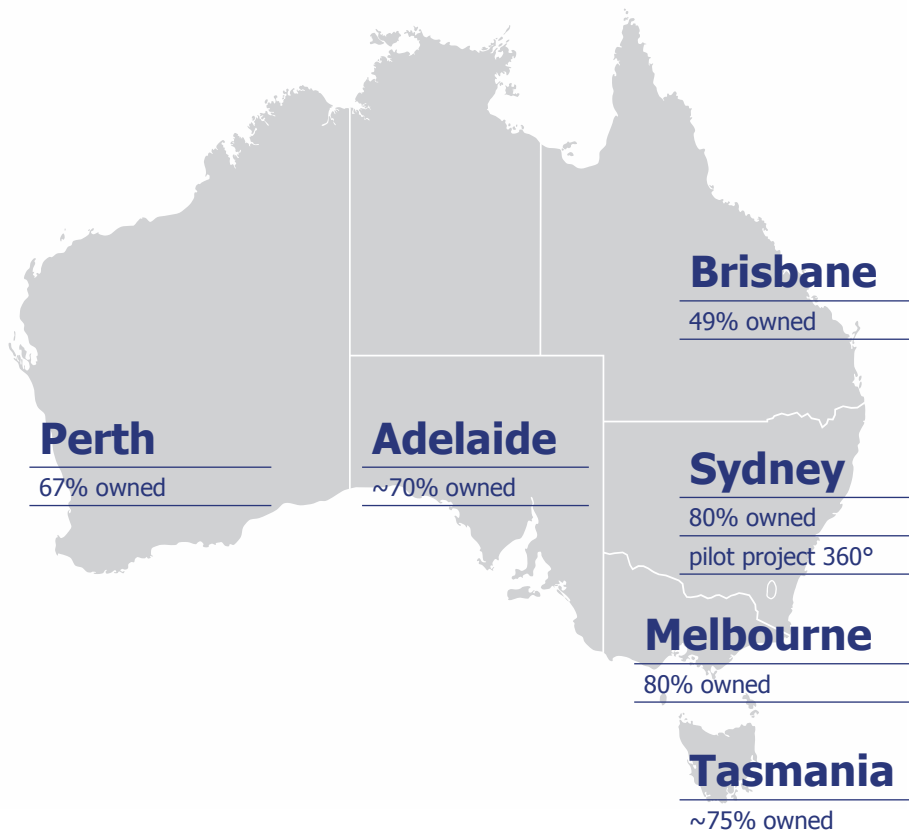 Brisbane
49% owned
Perth
67% owned
Adelaide
~70% owned
Sydney
80% owned
pilot project 360°
Melbourne
80% owned
Tasmania
~75% owned